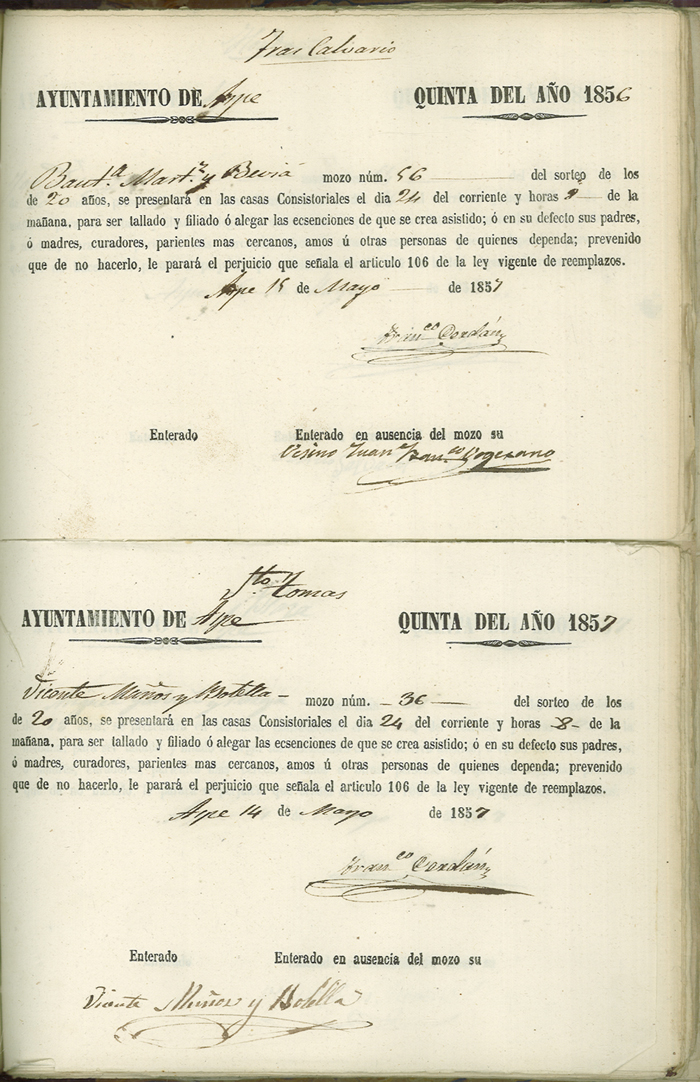 Tras Calvario
AYUNTAMIENTO DE Aspe QUINTA DEL AÑO 1856
Baut.ª Mart.z y Beviá mozo núm. 56 del sorteo de los
de 20 años, se presentará en las casas Consistoriales el dia 24 del corriente y horas de la
mañana, para ser tallado y filiado ó alegar las ecsenciones de que se crea asistido; ó en su defecto sus padres,
ó madres, curadores, parientes mas cercanos, amos ú otras personas de quienes dependa; prevenido
que de no hacerlo, le parará el perjuicio que señala el articulo 106 de la ley vigente de reemplazos.
Aspe 15 de Mayo de 1857
Fran.co Cordán
Enterado Enterado en ausencia del mozo su
Vesino Juan Fran.co
Sto. Tomas
AYUNTAMIENTO DE Aspe QUINTA DEL AÑO 1857
Vicente Muños y Botella - mozo núm. - 36 - del sorteo de los
de 20 años, se presentará en las casas Consistoriales el dia 24 del corriente y horas -8- de la
mañana, para ser tallado y filiado ó alegar las ecsenciones de que se crea asistido; ó en su defecto sus padres,
ó madres, curadores, parientes mas cercanos, amos ú otras personas de quienes dependa; prevenido
que de no hacerlo, le parará el perjuicio que señala el articulo 106 de la ley vigente de reemplazos.
Aspe 14 de Mayo de 1857
Fran.co Cordán
Enterado Enterado en ausencia del mozo su
Vicente Muños y Botella